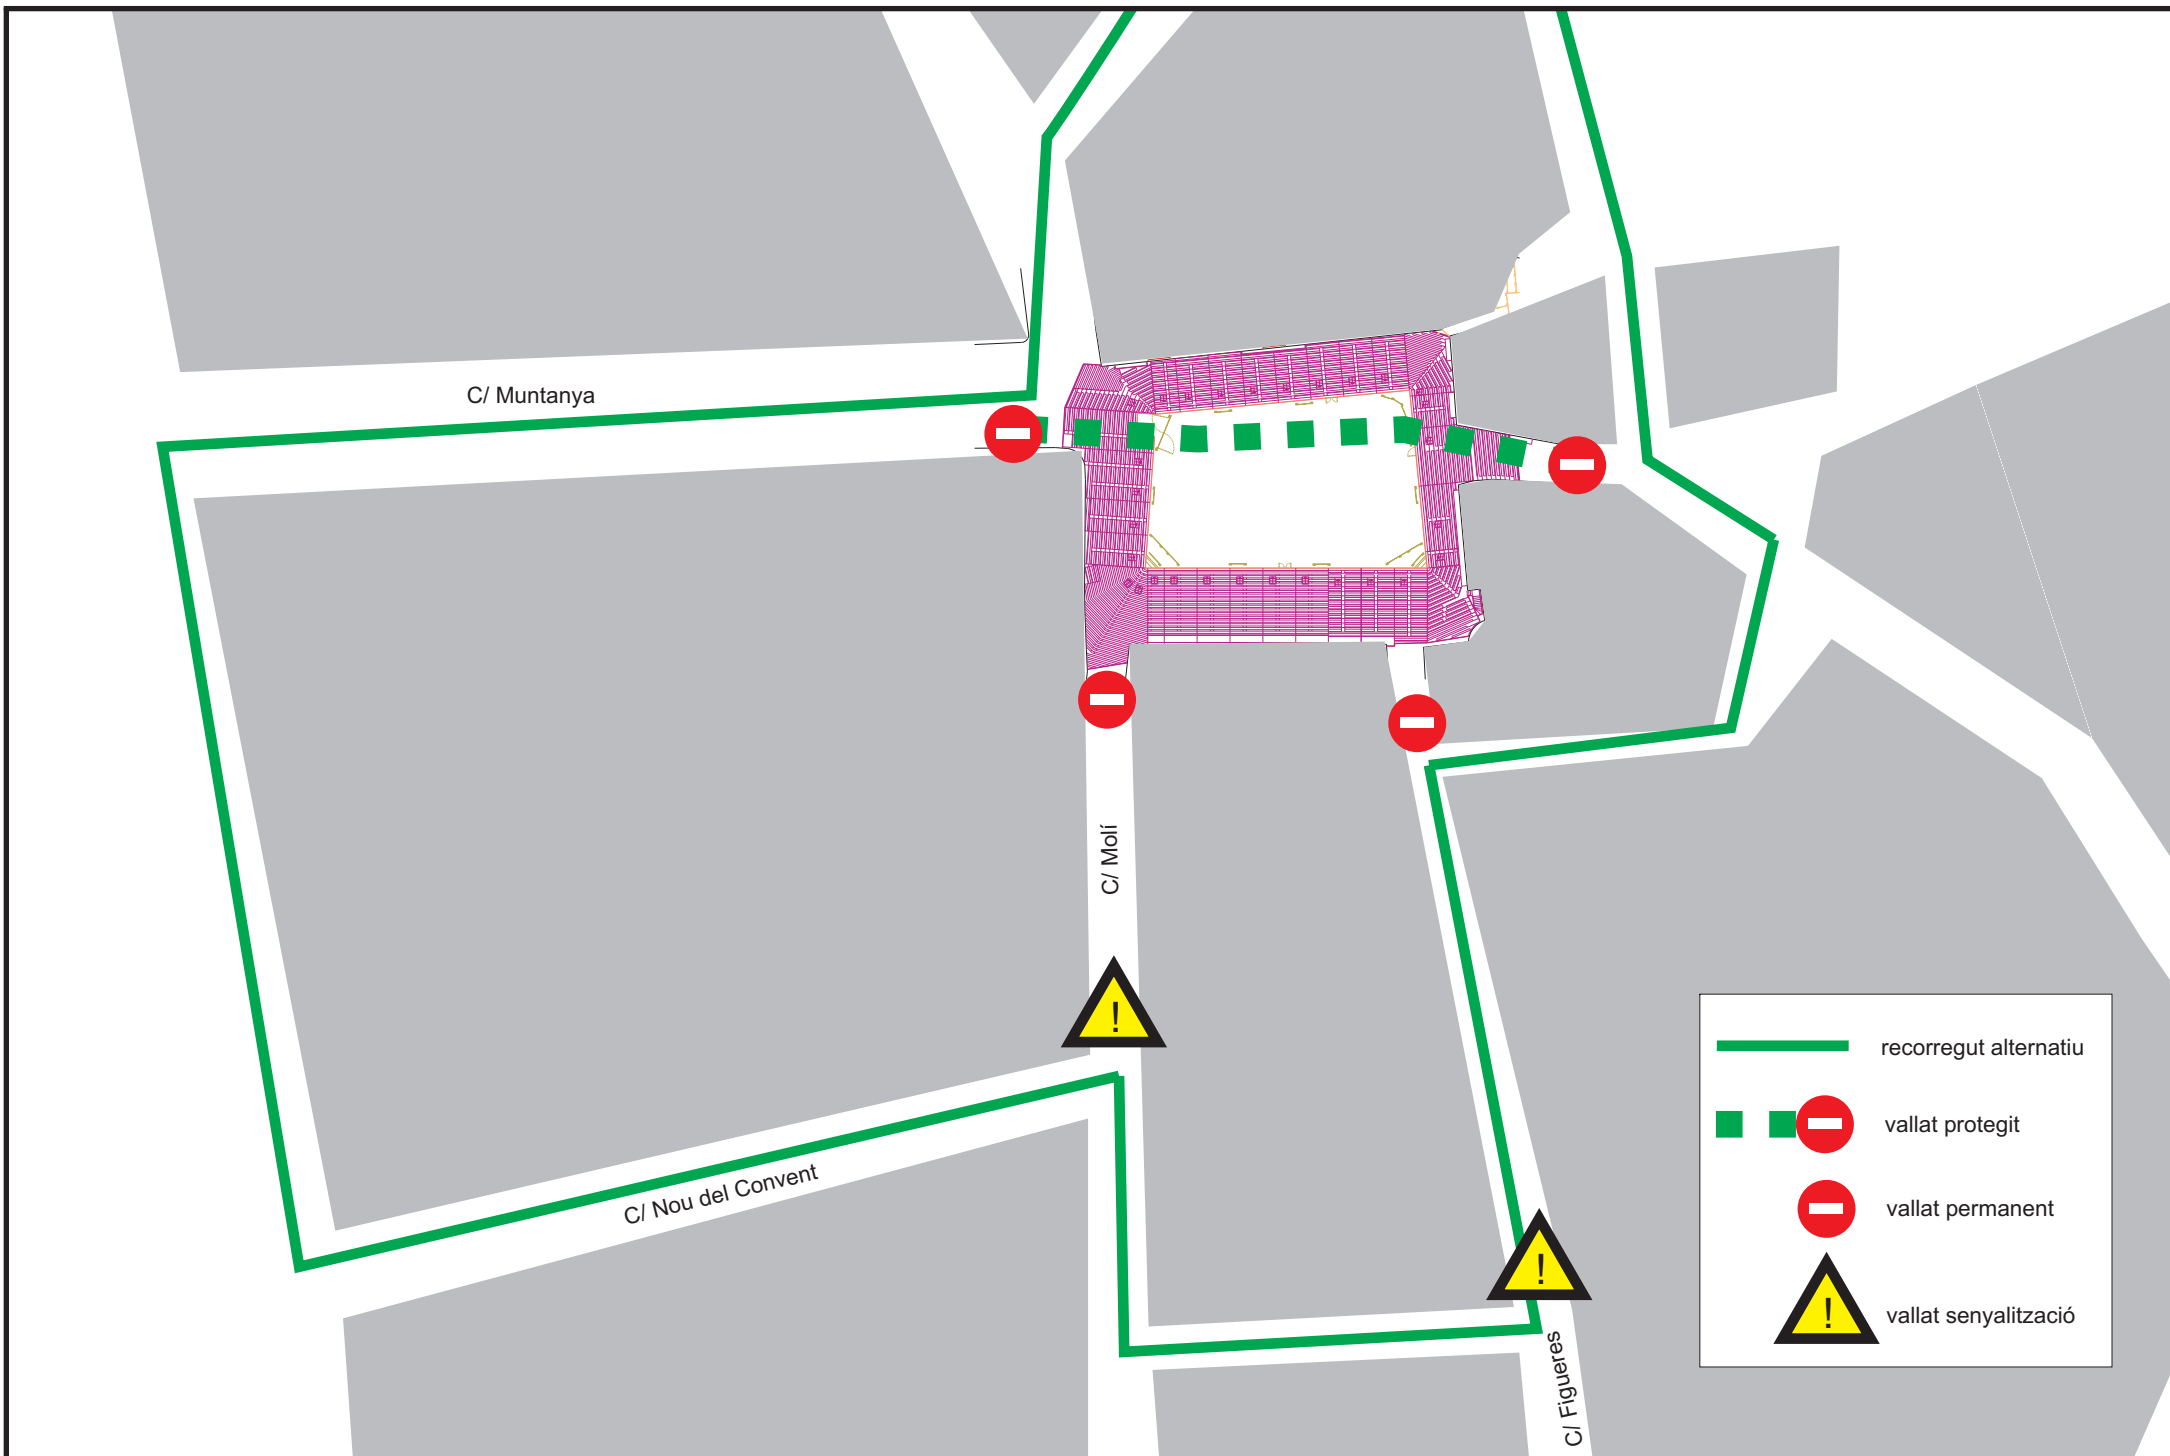 C/ Muntanya
C/ Molí
!
C/ Nou del Convent
!
C/ Figueres
recorregut alternatiu
vallat protegit
vallat permanent
! vallat senyalització